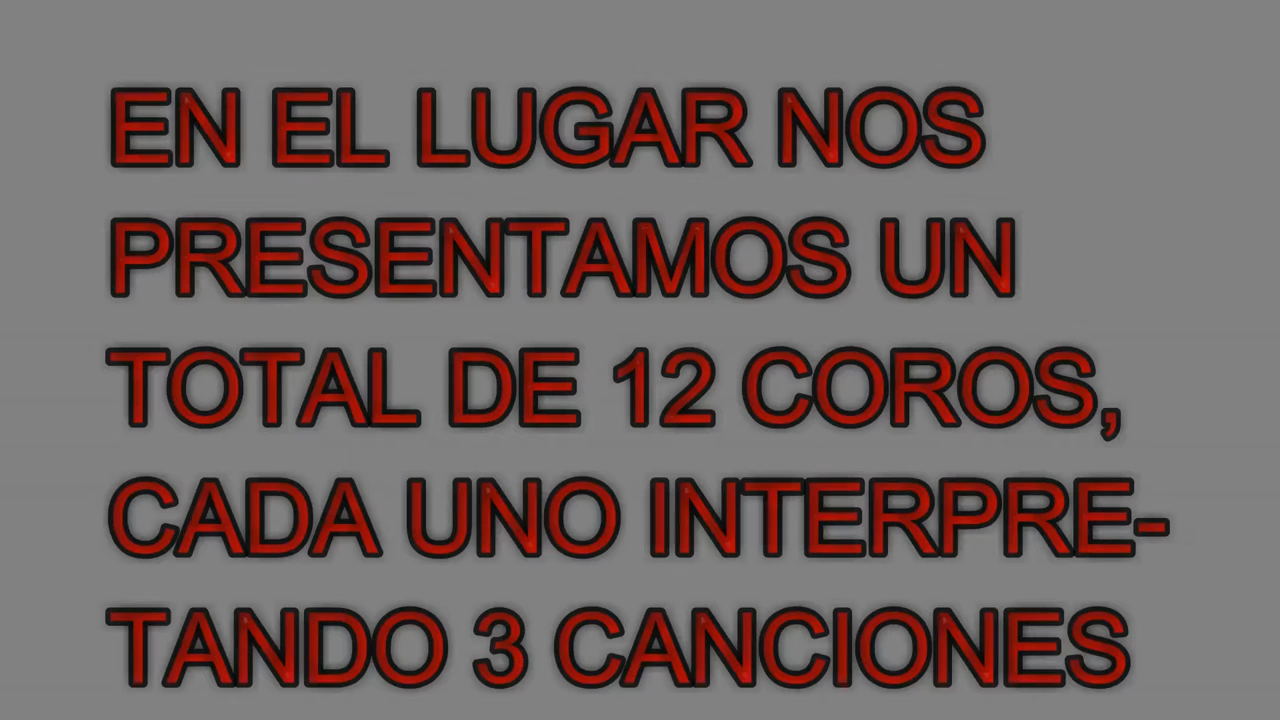 EN EL LUGAR NOS
PRESENTAMOS UN
TOTAL DE 12 COROS,
CADA UNO INTERPRE-
TANDO 3 CANCIONES